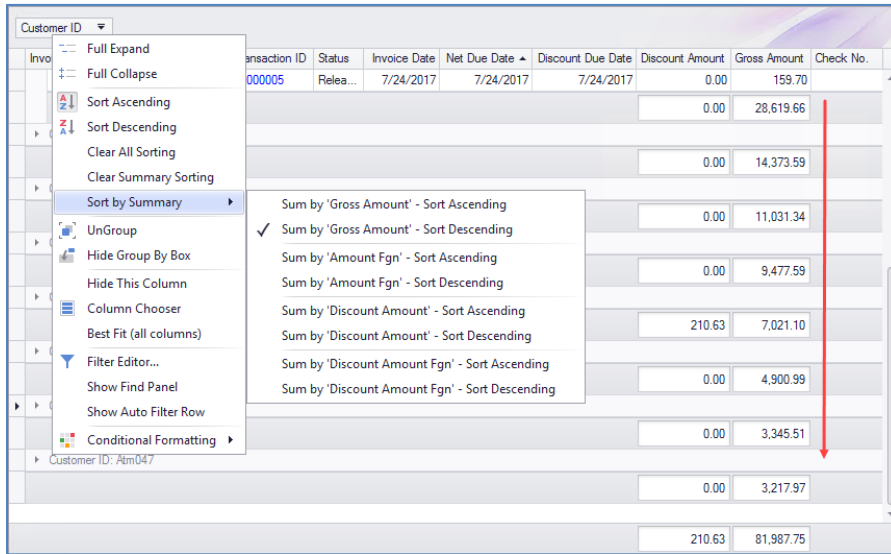 Customer ID
Invo ansaction ID Status Invoice Date Net Due Date Discount Due Date Discount Amount Gross Amount Check No.
000005 Relea... 7/24/2017 7/24/2017 7/24/2017 0.00 159.70
0.00 28,619.66
0.00 14,373.59
0.00 11,031.34
0.00 9,477.59
210.63 7,021.10
0.00 4,900.99
0.00 3,345.51
Customer ID: Atm047
0.00 3,217.97
210.63 81,987.75
Full Expand
Full Collapse
Sort Ascending
Sort Descending
Clear All Sorting
Clear Summary Sorting
Sort by Summary
UnGroup
Hide Group By Box
Hide This Column
Column Chooser
Best Fit (all columns)
Filter Editor...
Show Find Panel
Show Auto Filter Row
Conditional Formatting
Sum by 'Gross Amount' - Sort Ascending
Sum by 'Gross Amount' - Sort Descending
Sum by 'Amount Fgn' - Sort Ascending
Sum by 'Amount Fgn' - Sort Descending
Sum by 'Discount Amount' - Sort Ascending
Sum by 'Discount Amount' - Sort Descending
Sum by 'Discount Amount Fgn' - Sort Ascending
Sum by 'Discount Amount Fgn' - Sort Descending